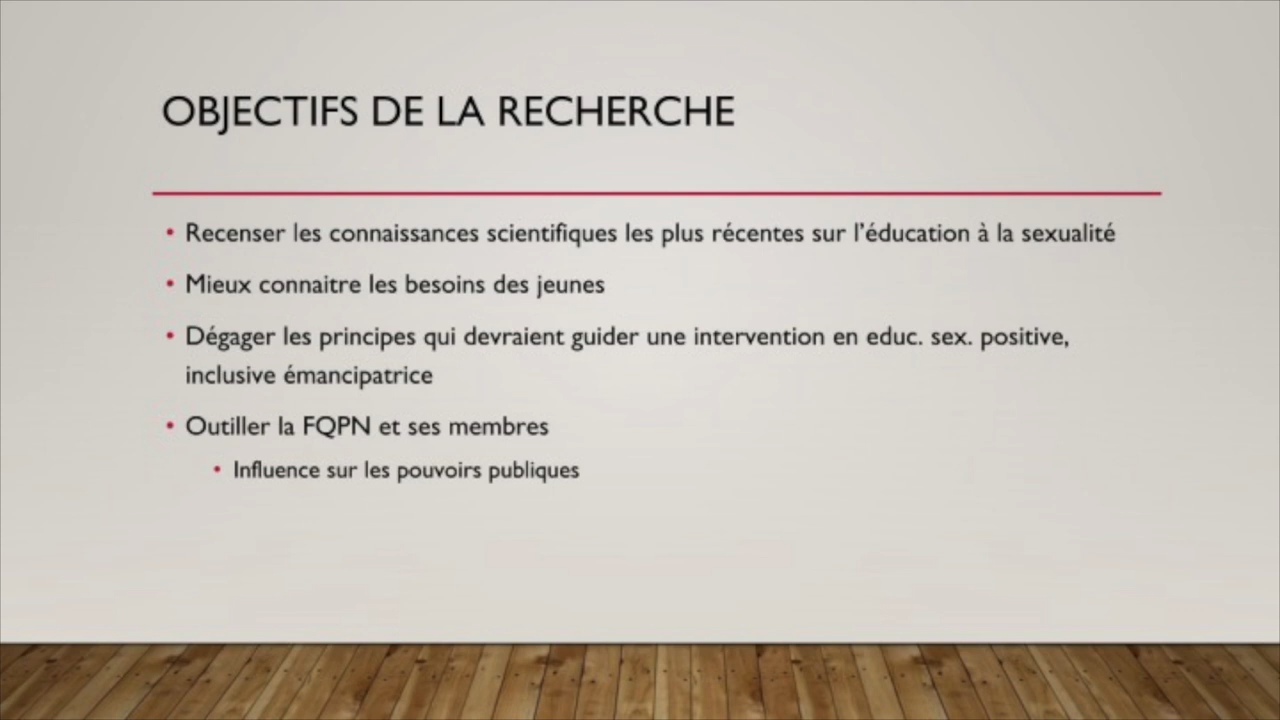 OBJECTIFS DE LA RECHERCHE
• Recenser les connaissances scientifiques les plus récentes sur l'éducation à la sexualité
• Mieux connaitre les besoins des jeunes
• Dégager les principes qui devraient guider une intervention en educ. sex. positive,
inclusive émancipatrice
• Outiller la FQPN et ses membres
• Influence sur les pouvoirs publiques